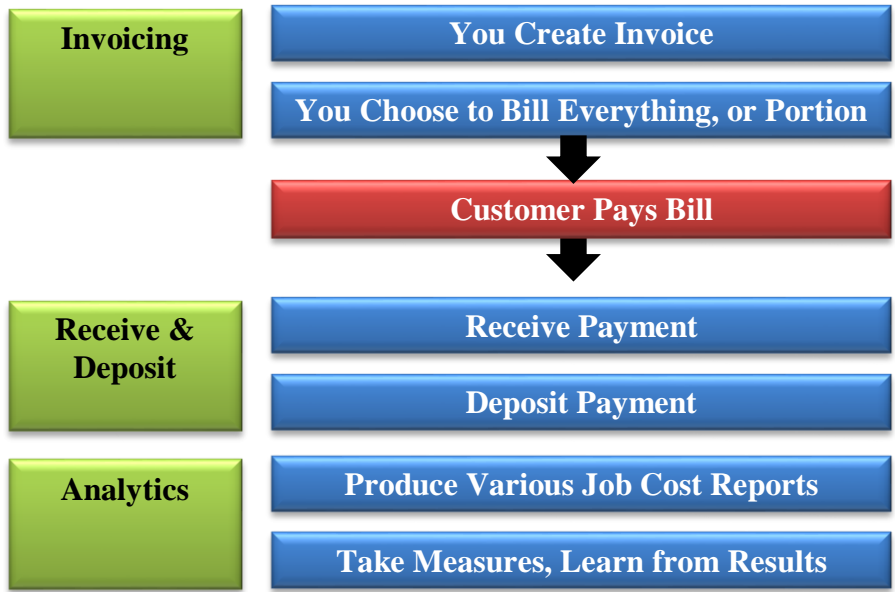 Invoicing
You Create Invoice
You Choose to Bill Everything, or Portion
Customer Pays Bill
Receive &
Deposit
Receive Payment
Deposit Payment
Analytics
Produce Various Job Cost Reports
Take Measures, Learn from Results